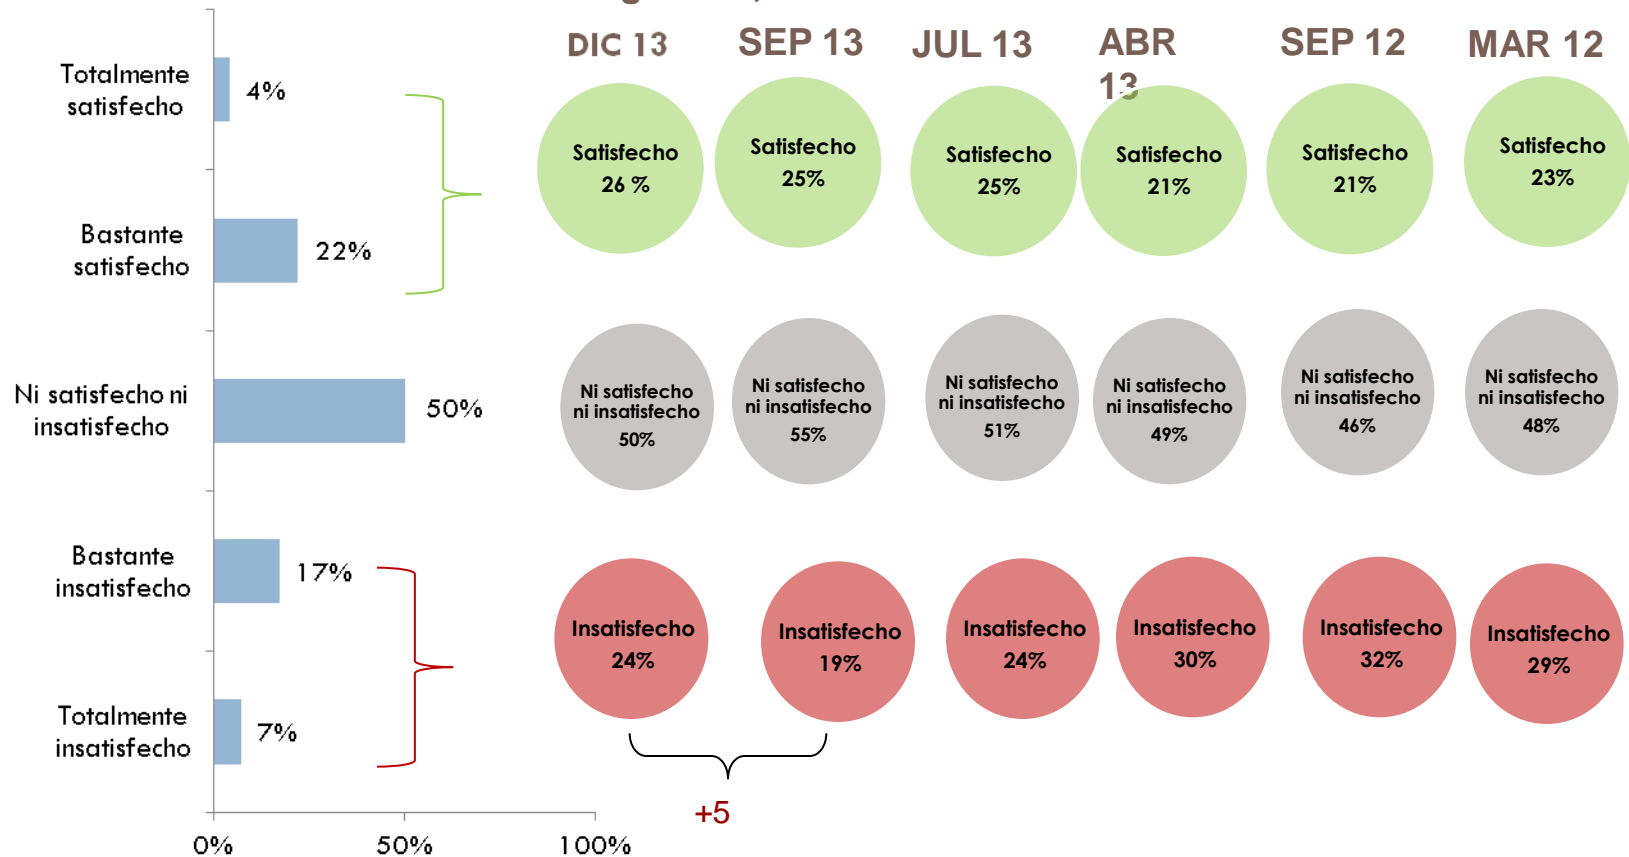 DIC 13
SEP 13
JUL 13
ABR
13
SEP 12
MAR 12
Totalmente
satisfecho
4%
Bastante
satisfecho
22%
Ni satisfecho ni
insatisfecho
50%
Bastante
insatisfecho
17%
Totalmente
insatisfecho
7%
0%
50%
100%
Satisfecho
26 %
Satisfecho
25%
Satisfecho
25%
Satisfecho
21%
Satisfecho
21%
Satisfecho
23%
Ni satisfecho
ni insatisfecho
50%
Ni satisfecho
ni insatisfecho
55%
Ni satisfecho
ni insatisfecho
51%
Ni satisfecho
ni insatisfecho
49%
Ni satisfecho
ni insatisfecho
46%
Ni satisfecho
ni insatisfecho
48%
Insatisfecho
24%
Insatisfecho
19%
Insatisfecho
24%
Insatisfecho
30%
Insatisfecho
32%
Insatisfecho
29%
+5